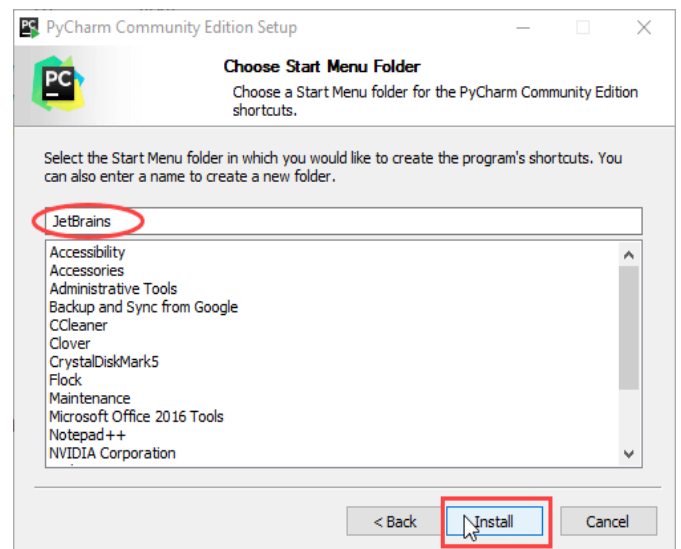 PyCharm Community Edition Setup
PC
Choose Start Menu Folder
Choose a Start Menu folder for the PyCharm Community Edition
shortcuts.
Select the Start Menu folder in which you would like to create the program's shortcuts. You
can also enter a name to create a new folder.
JetBrains
Accessibility
Accessories
Administrative Tools
Backup and Sync from Google
CCleaner
Clover
CrystalDiskMark5
Flock
Maintenance
Microsoft Office 2016 Tools
Notepad++
NVIDIA Corporation
< Back
Install
Cancel